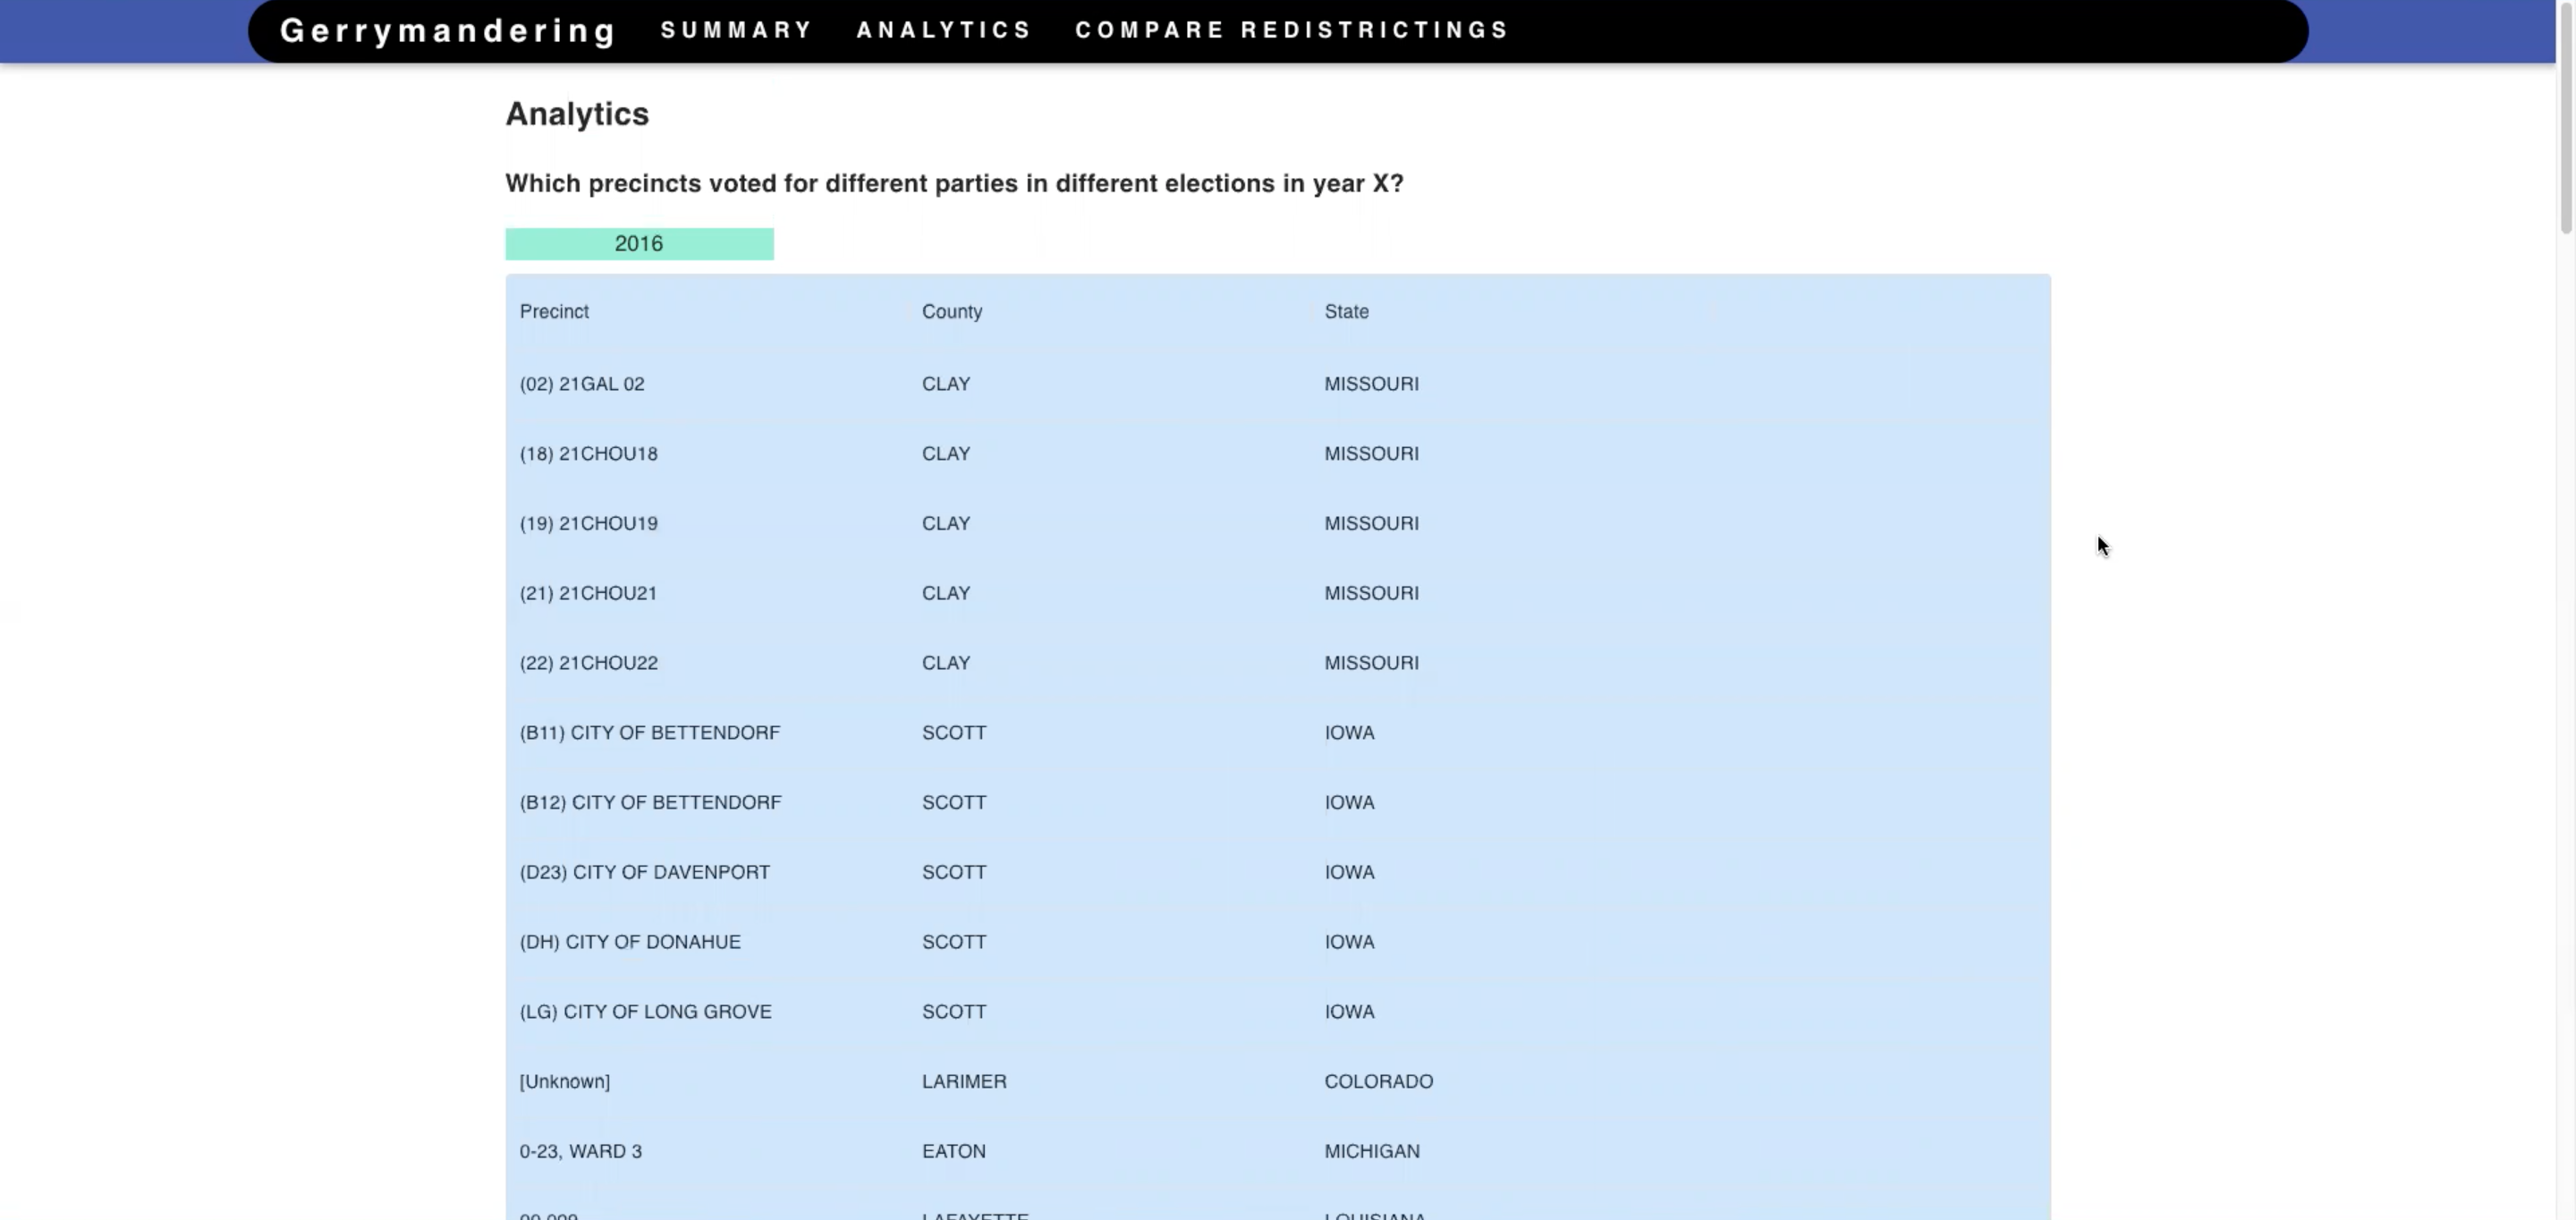 Gerrymandering SUMMARY ANALYTICS COMPARE REDISTRICTINGS
Analytics
Which precincts voted for different parties in different elections in year X?
2016
Precinct County State
(02) 21GAL 02 CLAY MISSOURI
(18) 21CHOU18 CLAY MISSOURI
(19) 21CHOU19 CLAY MISSOURI
(21) 21CHOU21 CLAY MISSOURI
(22) 21CHOU22 CLAY MISSOURI
(B11) CITY OF BETTENDORF SCOTT IOWA
(B12) CITY OF BETTENDORF SCOTT IOWA
(D23) CITY OF DAVENPORT SCOTT IOWA
(DH) CITY OF DONAHUE SCOTT IOWA
(LG) CITY OF LONG GROVE SCOTT IOWA
[Unknown] LARIMER COLORADO
0-23, WARD 3 EATON MICHIGAN
LAFAYETTE LOUISIANA